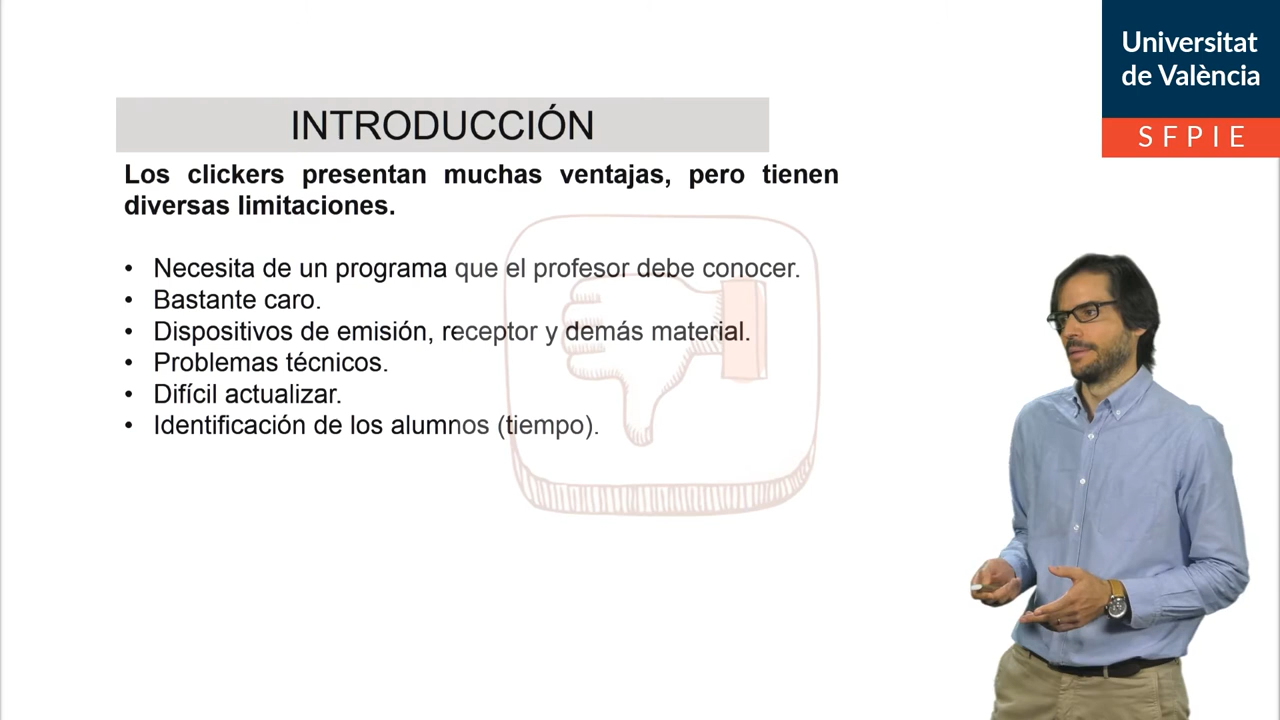 Universitat
de València
SFPIE
INTRODUCCIÓN
Los clickers presentan muchas ventajas, pero tienen
diversas limitaciones.
• Necesita de un programa que el profesor debe conocer.
• Bastante caro.
• Dispositivos de emisión, receptor y demás material.
• Problemas técnicos.
• Difícil actualizar.
• Identificación de los alumnos (tiempo).